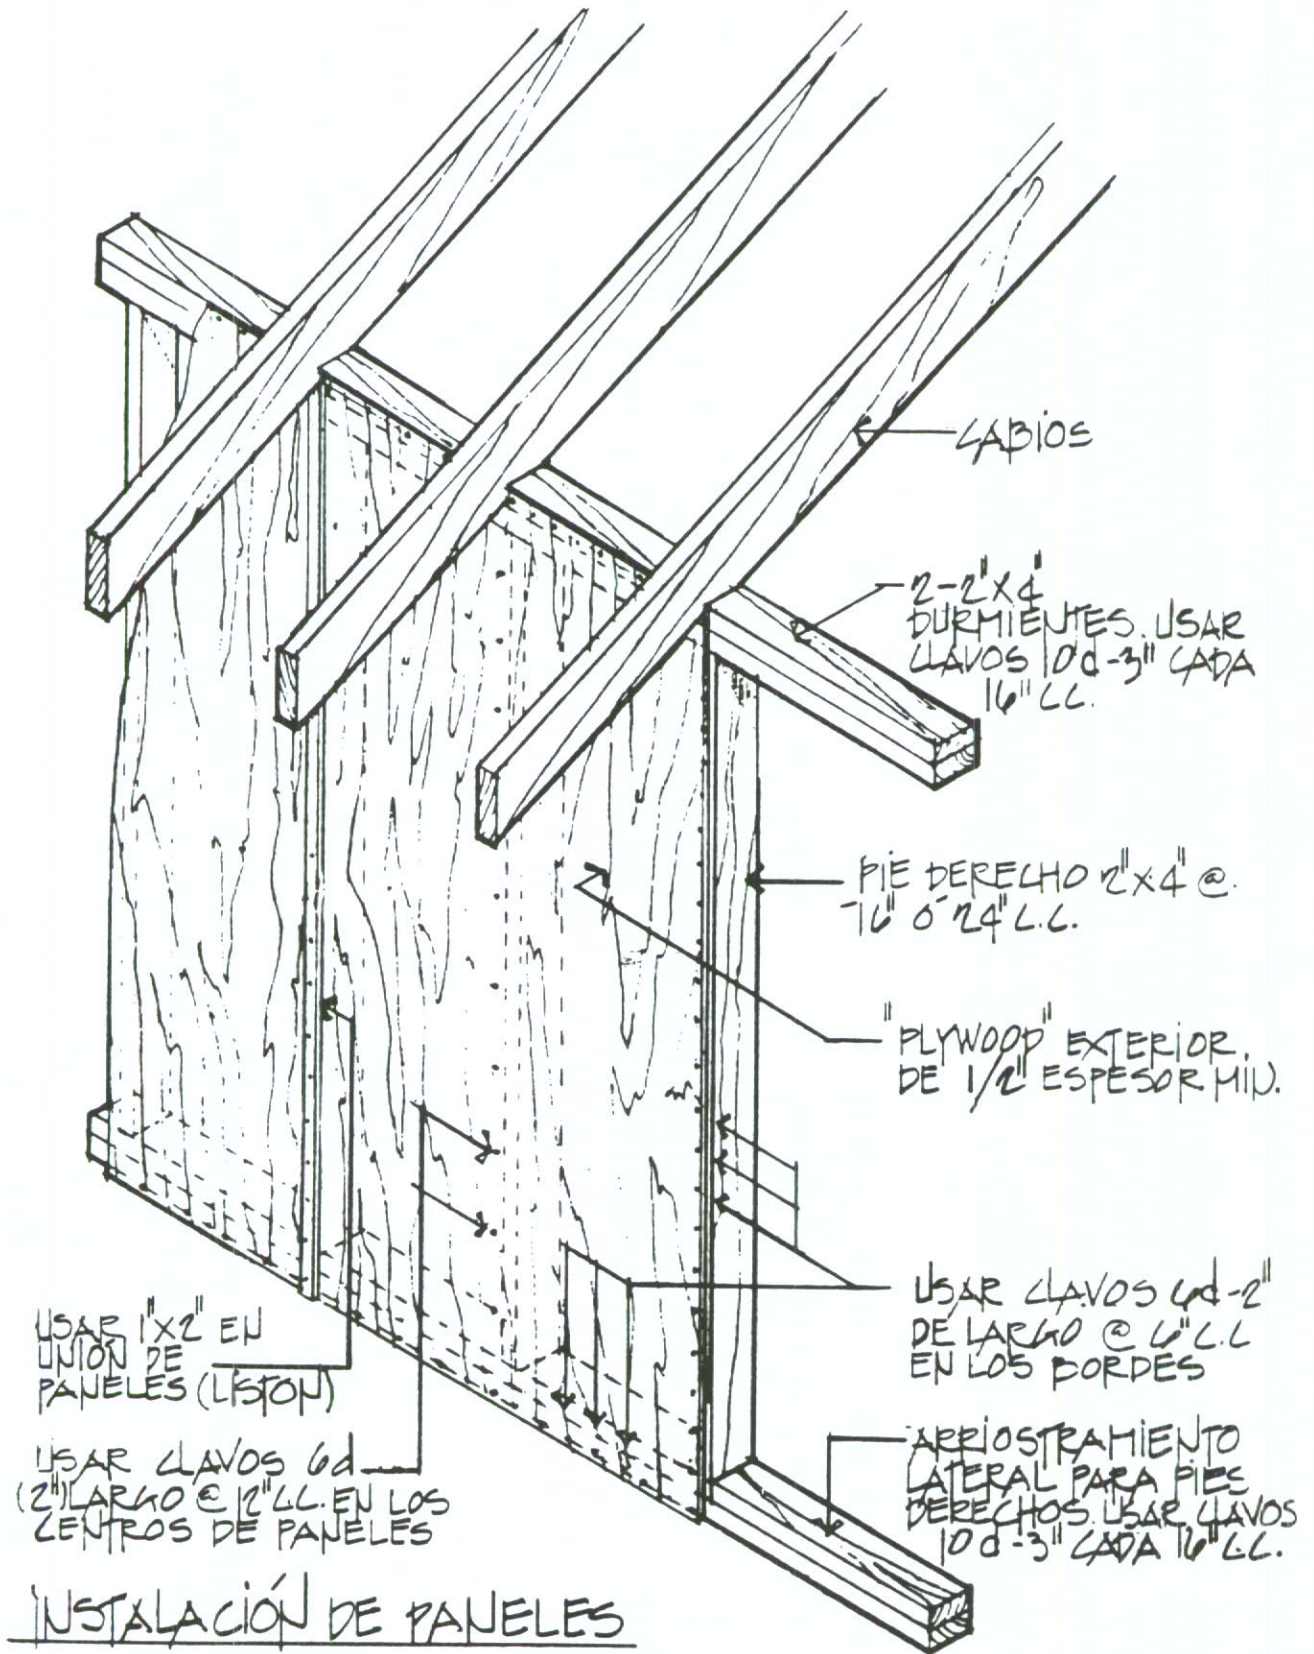 CABIOS
2-2"X4"
DURMIENTES. USAR
CLAVOS 10d-3" CADA
16" C.C.
PIE DERECHO 2"X4" @
16" Ó 24" C.C.
"PLYWOOD" EXTERIOR
DE 1/2" ESPESOR MIN.
USAR CLAVOS 6d-2"
DE LARGO @ 6" C.C
EN LOS BORDES
ARRIOSTRAMIENTO
LATERAL PARA PIES
DERECHOS. USAR CLAVOS
10d-3" CADA 16" C.C.
USAR 1"X2" EN
UNIÓN DE
PANELES (LISTON)
USAR CLAVOS 6d
(2") LARGO @ 12" C.C. EN LOS
CENTROS DE PANELES
INSTALACIÓN DE PANELES